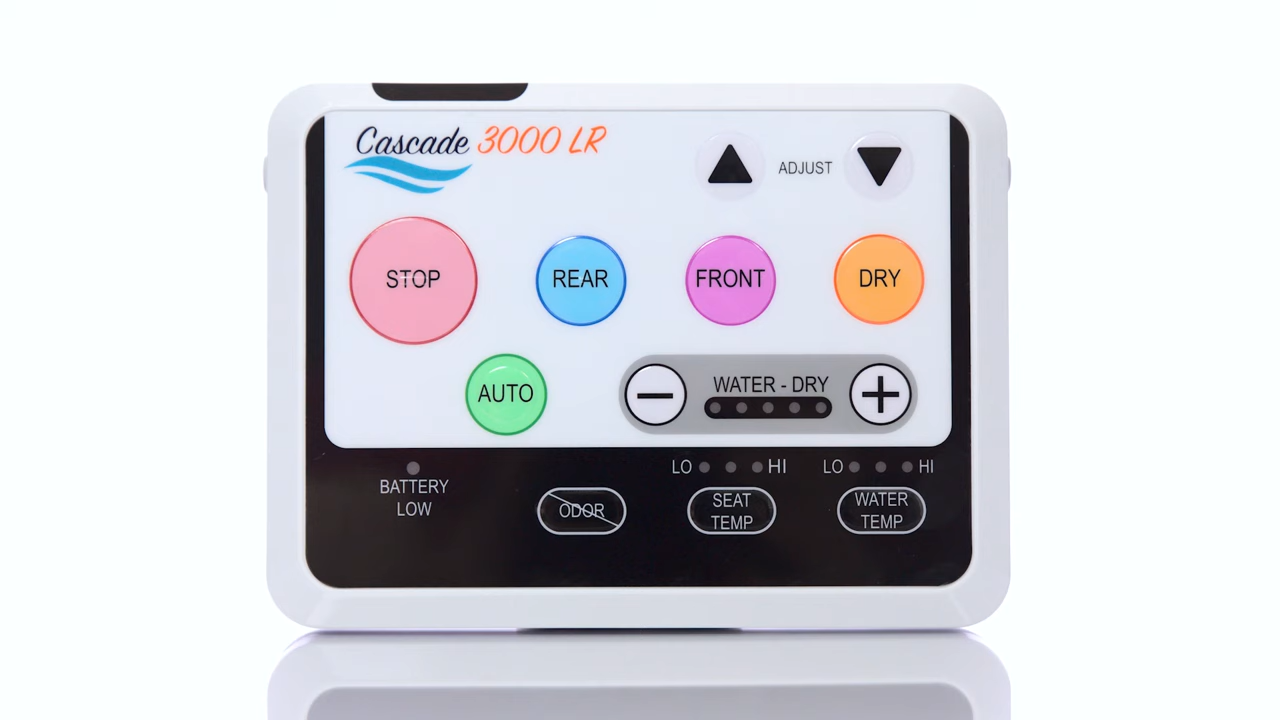 Cascade 3000 LR
ADJUST
STOP
REAR
FRONT
DRY
AUTO
WATER - DRY
LO HI
LO HI
BATTERY
LOW
ODOR
SEAT
TEMP
WATER
TEMP